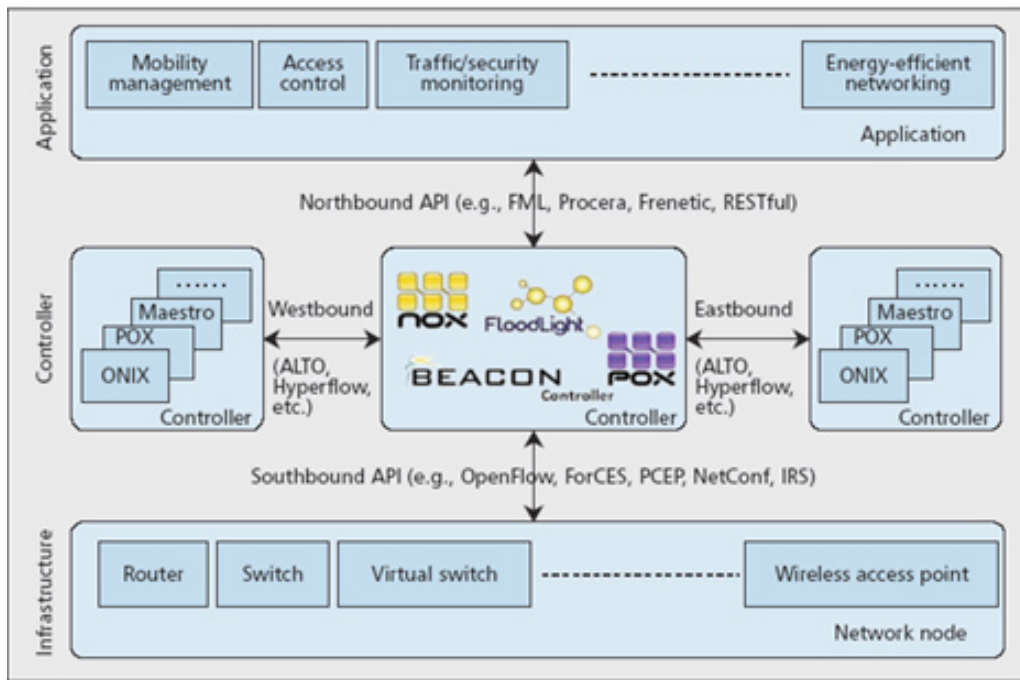 Application
Mobility
management
Access
control
Traffic/security
monitoring
Energy-efficient
networking
Application
Northbound API (e.g., FML, Procera, Frenetic, RESTful)
Controller
......
Maestro
POX
ONIX
Controller
Westbound
(ALTO,
Hyperflow,
etc.)
NOX
FloodLight
BEACON
Controller
POX
Controller
Eastbound
(ALTO,
Hyperflow,
etc.)
......
Maestro
POX
ONIX
Controller
Southbound API (e.g., OpenFlow, ForCES, PCEP, NetConf, IRS)
Infrastructure
Router
Switch
Virtual switch
Wireless access point
Network node